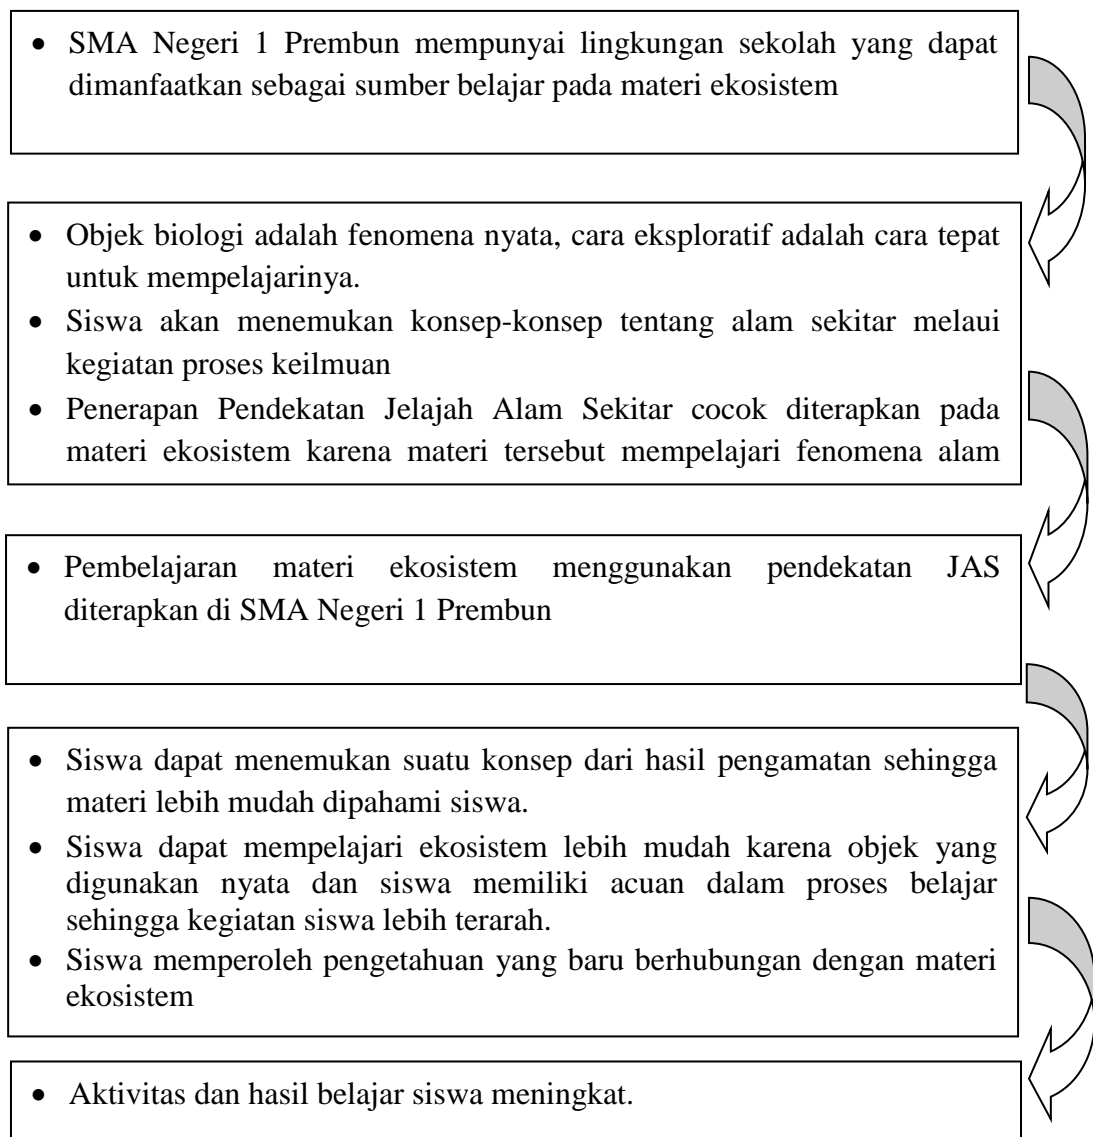 • SMA Negeri 1 Prembun mempunyai lingkungan sekolah yang dapat
dimanfaatkan sebagai sumber belajar pada materi ekosistem
• Objek biologi adalah fenomena nyata, cara eksploratif adalah cara tepat
untuk mempelajarinya.
• Siswa akan menemukan konsep-konsep tentang alam sekitar melaui
kegiatan proses keilmuan
• Penerapan Pendekatan Jelajah Alam Sekitar cocok diterapkan pada
materi ekosistem karena materi tersebut mempelajari fenomena alam
• Pembelajaran materi ekosistem menggunakan pendekatan JAS
diterapkan di SMA Negeri 1 Prembun
• Siswa dapat menemukan suatu konsep dari hasil pengamatan sehingga
materi lebih mudah dipahami siswa.
• Siswa dapat mempelajari ekosistem lebih mudah karena objek yang
digunakan nyata dan siswa memiliki acuan dalam proses belajar
sehingga kegiatan siswa lebih terarah.
• Siswa memperoleh pengetahuan yang baru berhubungan dengan materi
ekosistem
• Aktivitas dan hasil belajar siswa meningkat.